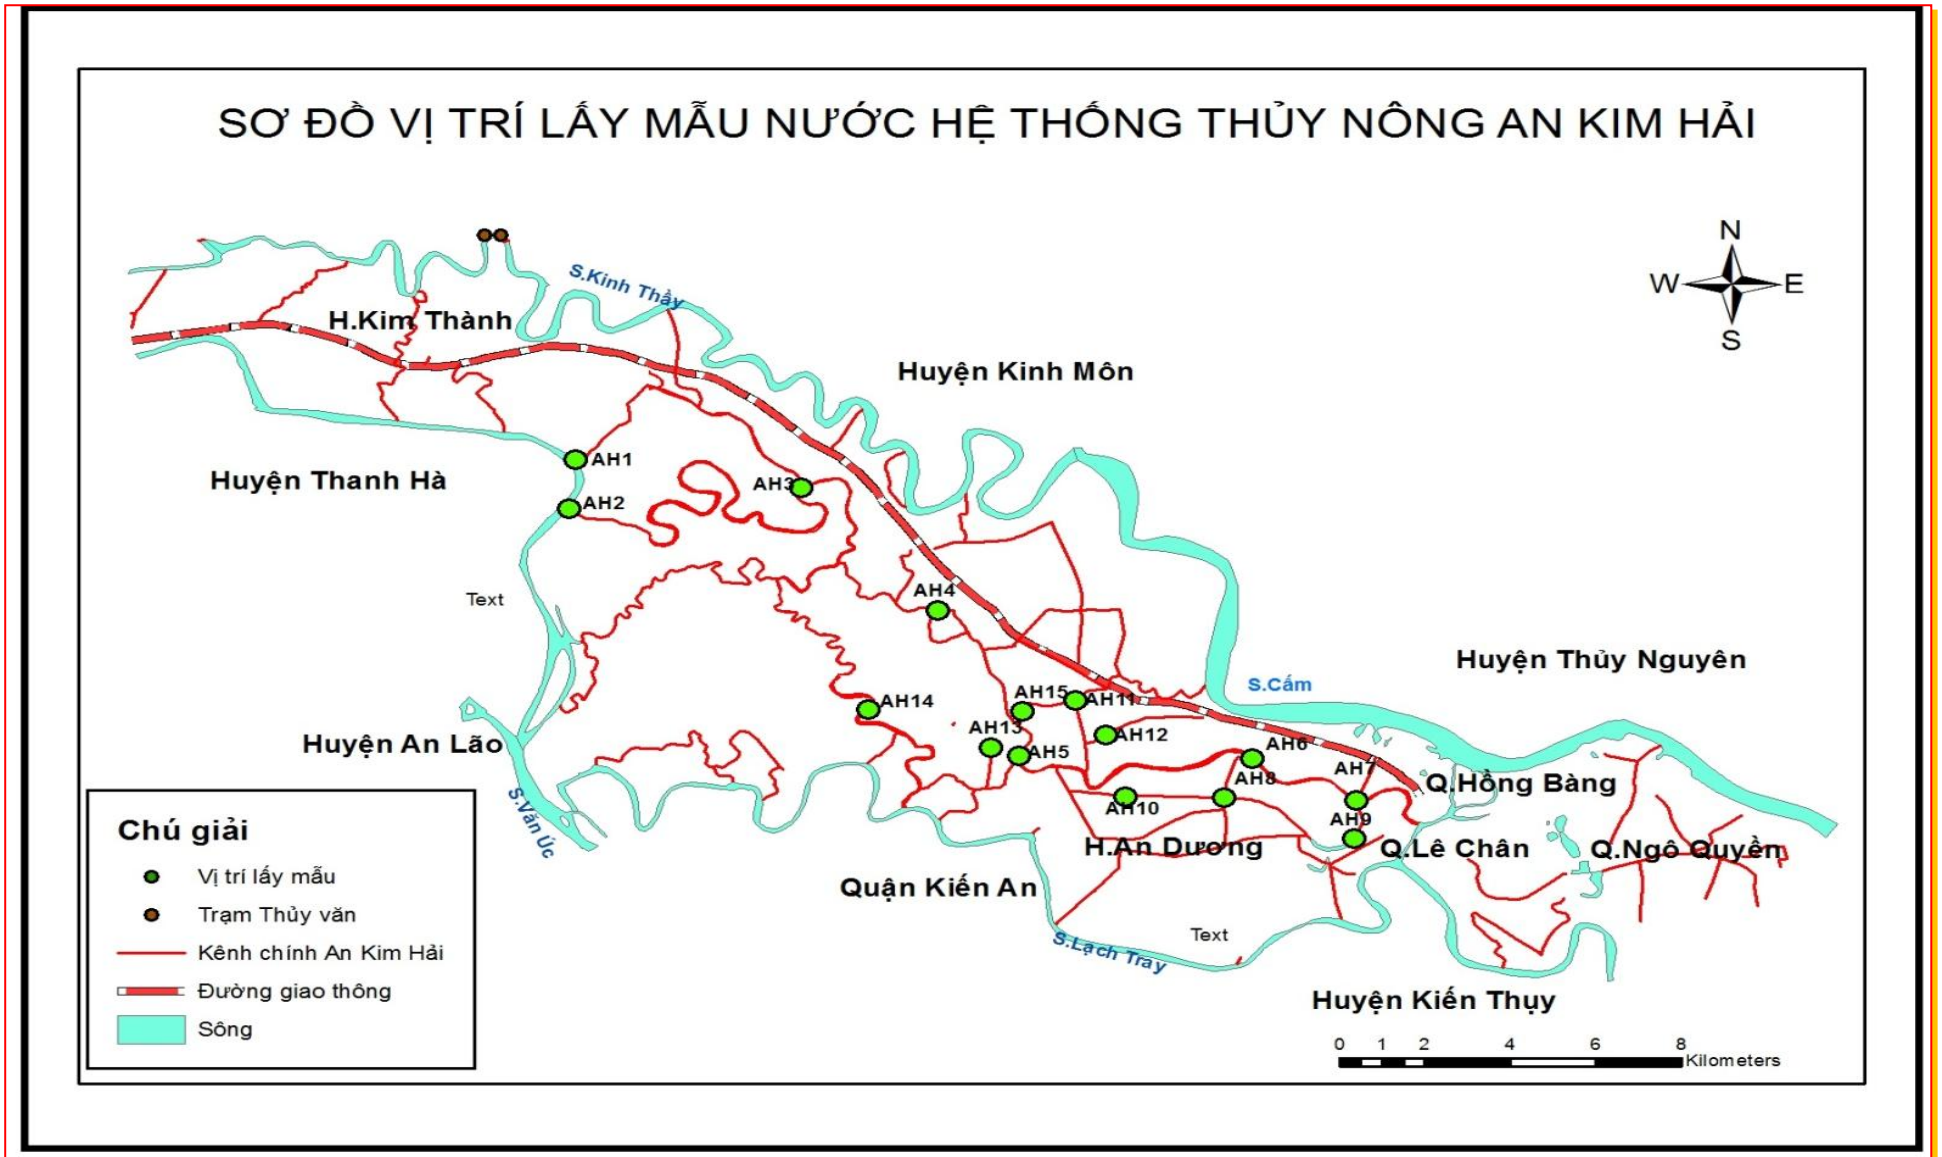 SƠ ĐỒ VỊ TRÍ LẤY MẪU NƯỚC HỆ THỐNG THỦY NÔNG AN KIM HẢI
N
W
E
S
S.Kinh Thầy
H.Kim Thành
Huyện Kinh Môn
AH1
Huyện Thanh Hà
AH3
AH2
AH4
Text
Huyện Thủy Nguyên
S.Cấm
AH15
AH11
AH14
AH13
AH12
Huyện An Lão
AH5
AH6
AH7
AH8
Q.Hồng Bàng
S.Văn Úc
AH10
AH9
H.An Dương
Q.Lê Chân
Q.Ngô Quyền
Quận Kiến An
Text
S.Lạch Tray
Huyện Kiến Thụy
Chú giải
Vị trí lấy mẫu
Trạm Thủy văn
Kênh chính An Kim Hải
Đường giao thông
Sông
0 1 2 4 6 8
Kilometers